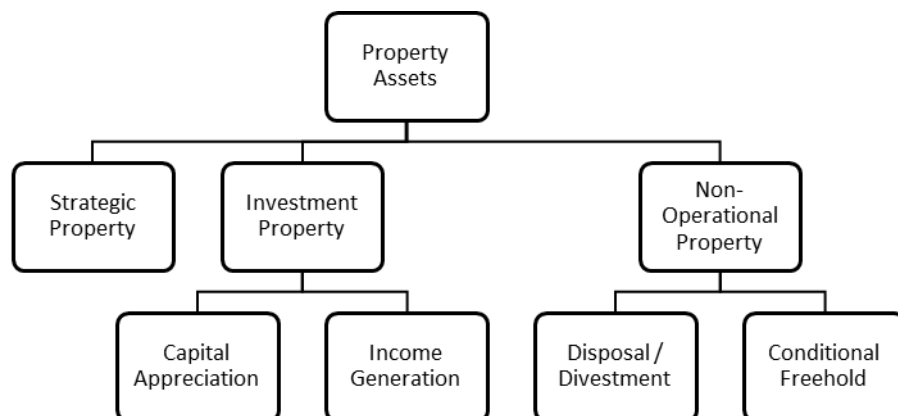 Property
Assets
Strategic
Property
Investment
Property
Non-
Operational
Property
Capital
Appreciation
Income
Generation
Disposal /
Divestment
Conditional
Freehold